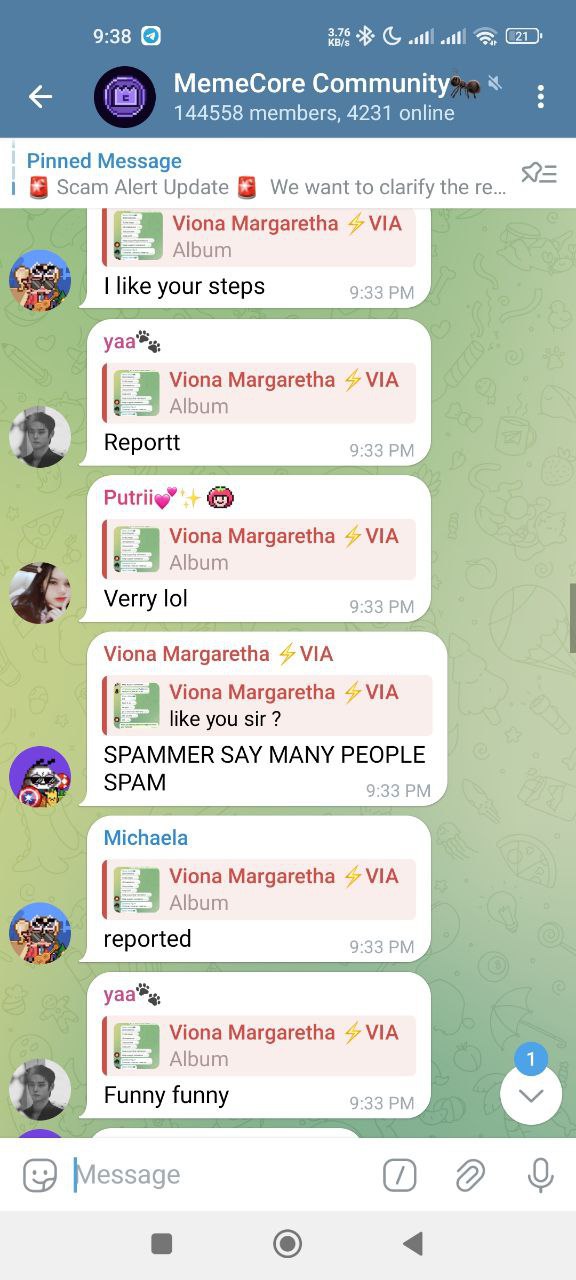 9:38
3.76
KB/s
21
MemeCore Community🐜
144558 members, 4231 online
Pinned Message
🚨 Scam Alert Update 🚨 We want to clarify the re...
Viona Margaretha ⚡VIA
Album
I like your steps
9:33 PM
yaa🐾
Viona Margaretha ⚡VIA
Album
Reportt
9:33 PM
Putrii💕✨
Viona Margaretha ⚡VIA
Album
Verry lol
9:33 PM
Viona Margaretha ⚡VIA
Viona Margaretha ⚡VIA
like you sir ?
SPAMMER SAY MANY PEOPLE
SPAM
9:33 PM
Michaela
Viona Margaretha ⚡VIA
Album
reported
9:33 PM
yaa🐾
Viona Margaretha ⚡VIA
Album
Funny funny
9:33 PM
1
Message